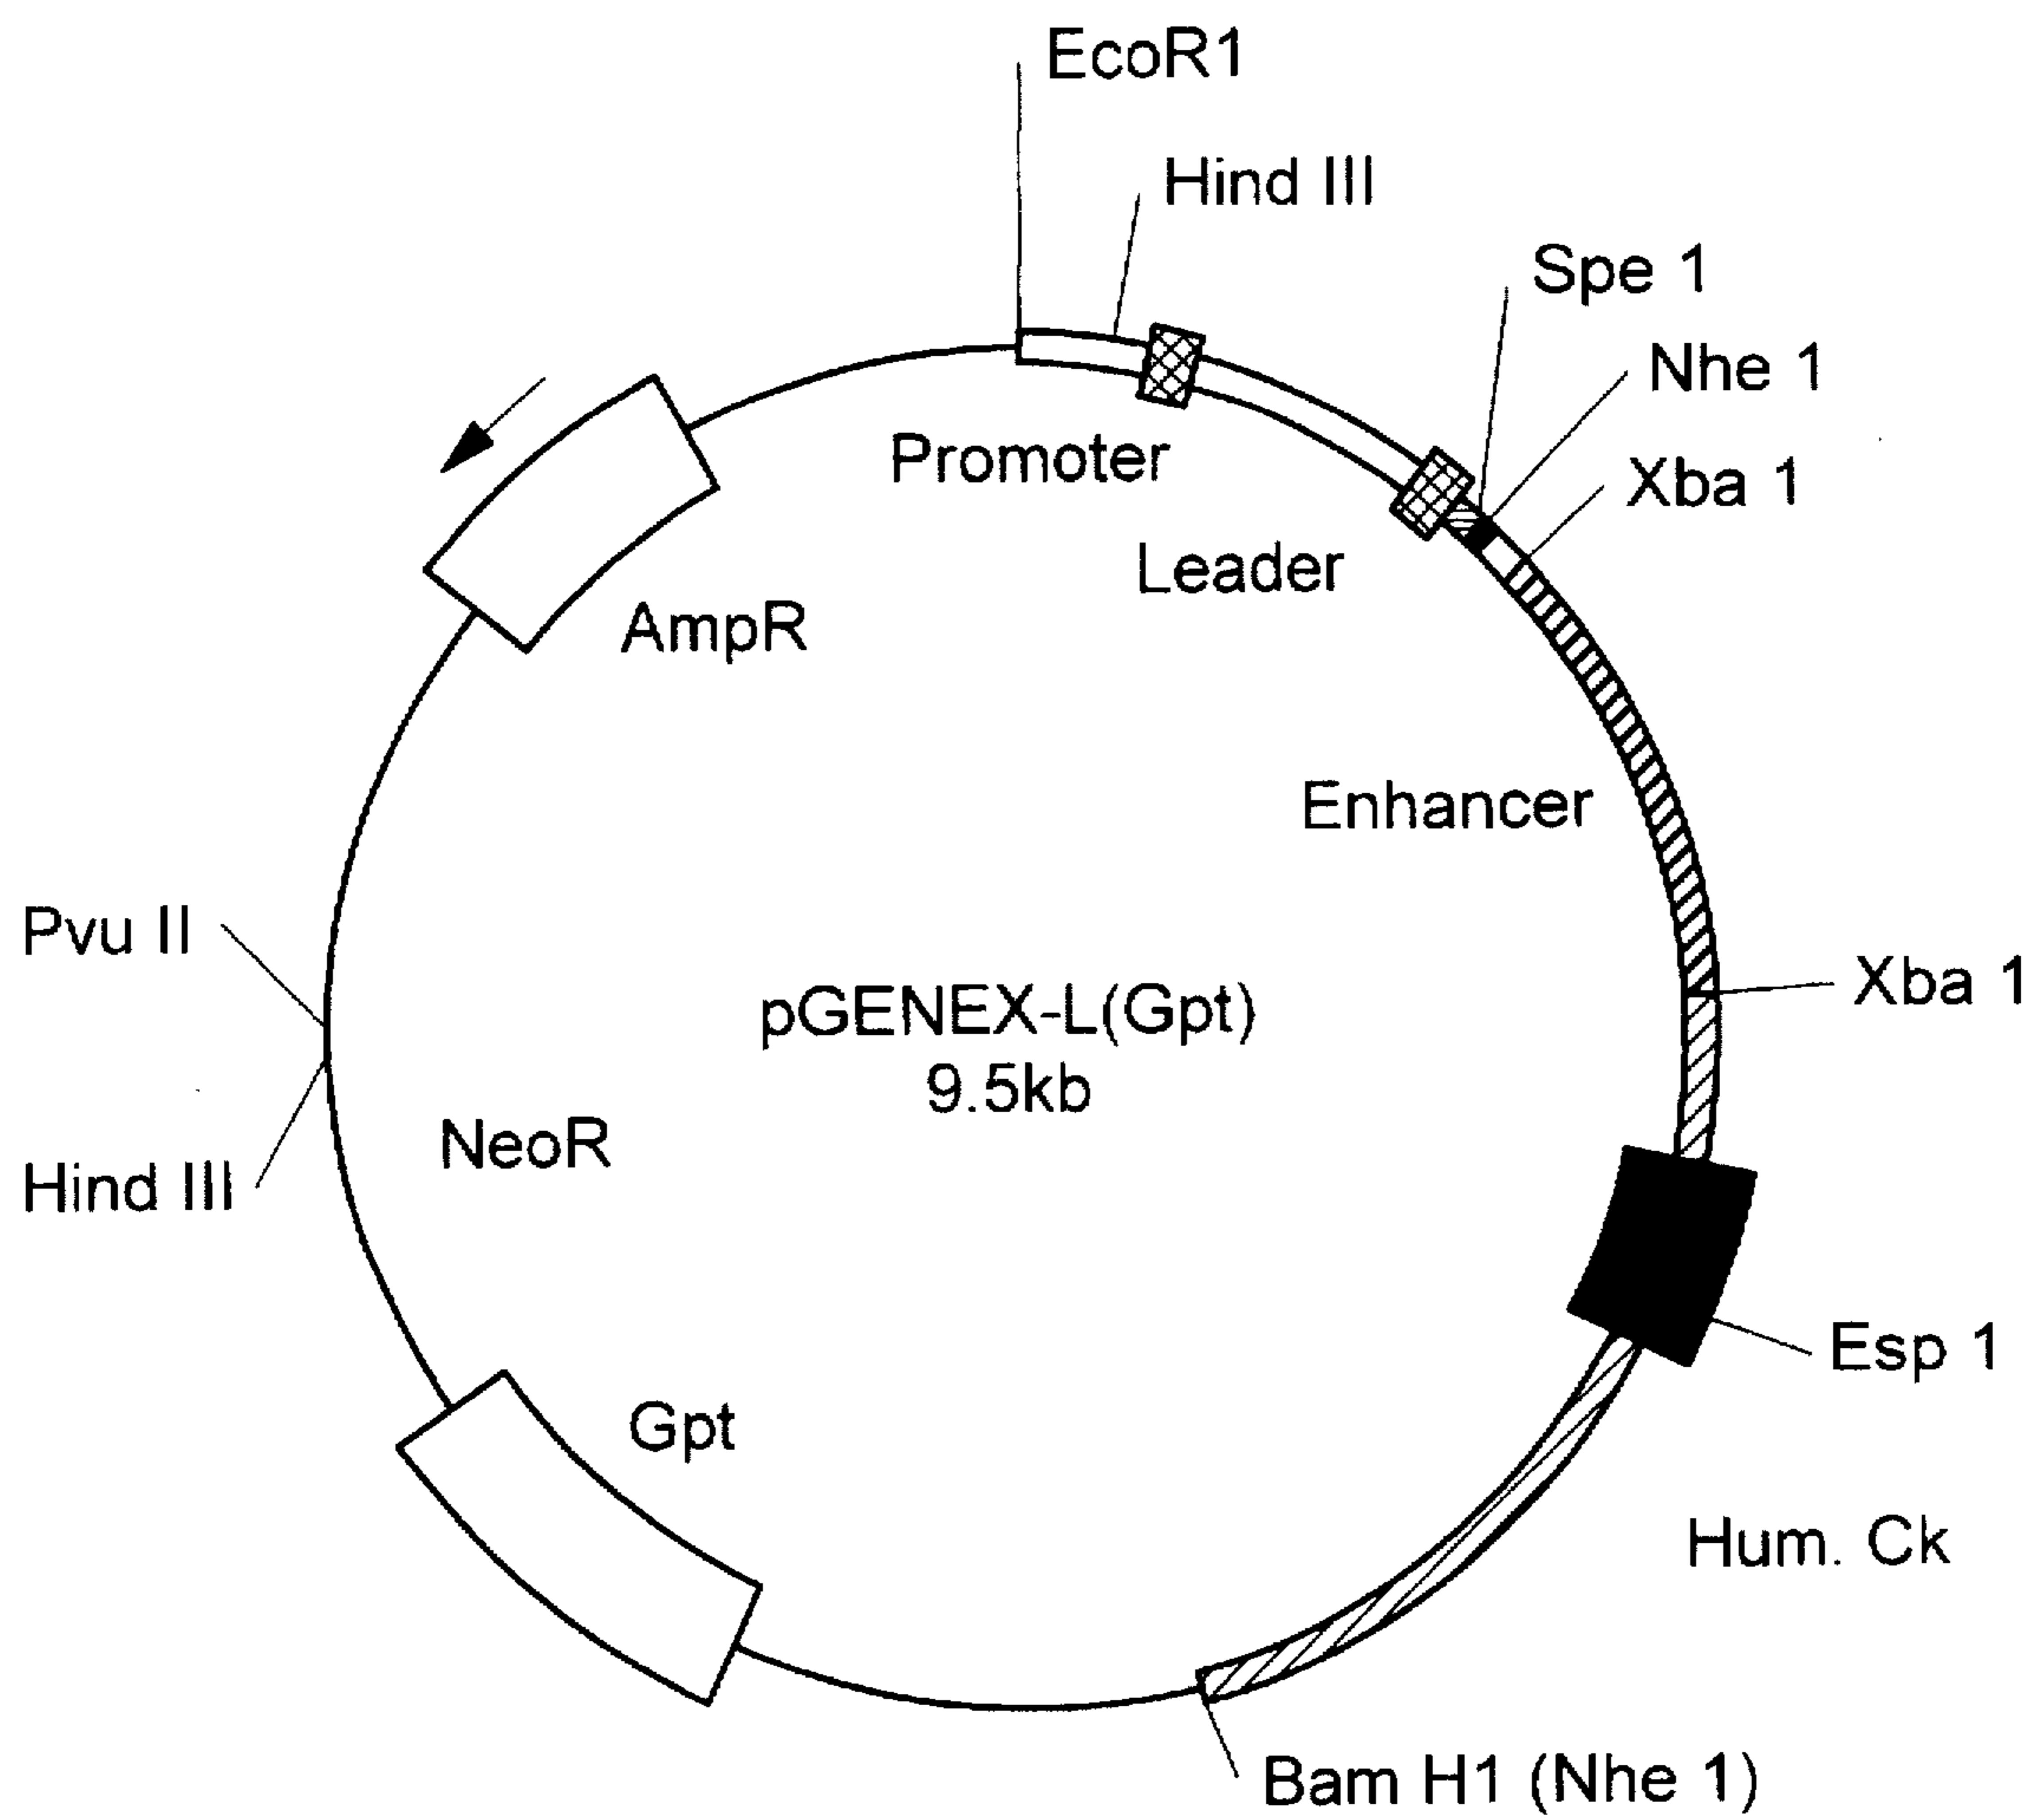 EcoR1
Hind III
Spe 1
Nhe 1
Promoter
Xba 1
Leader
AmpR
Enhancer
Pvu II
Xba 1
pGENEX-L(Gpt)
9.5kb
NeoR
Hind III
Esp 1
Gpt
Hum. Ck
Bam H1 (Nhe 1)